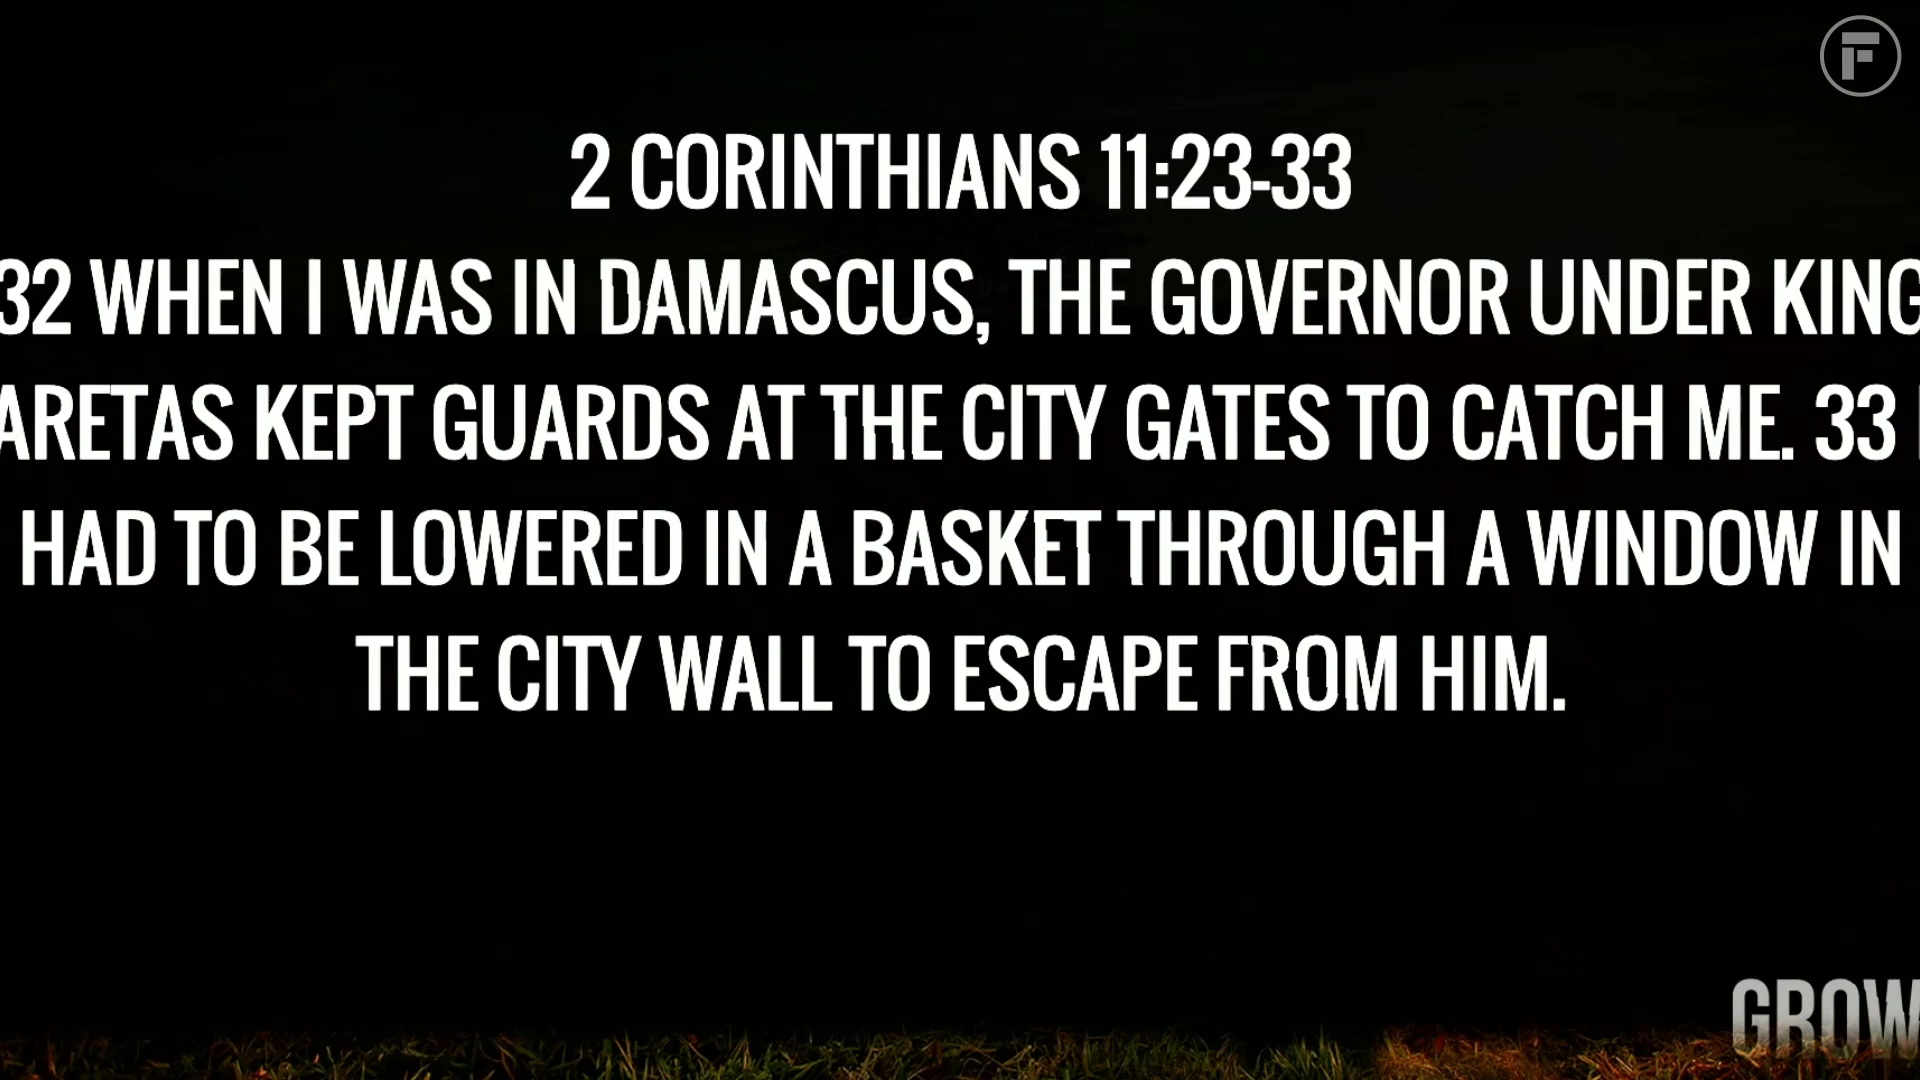 F
2 CORINTHIANS 11:23-33
32 WHEN I WAS IN DAMASCUS, THE GOVERNOR UNDER KING
ARETAS KEPT GUARDS AT THE CITY GATES TO CATCH ME. 33 I
HAD TO BE LOWERED IN A BASKET THROUGH A WINDOW IN
THE CITY WALL TO ESCAPE FROM HIM.
GROW